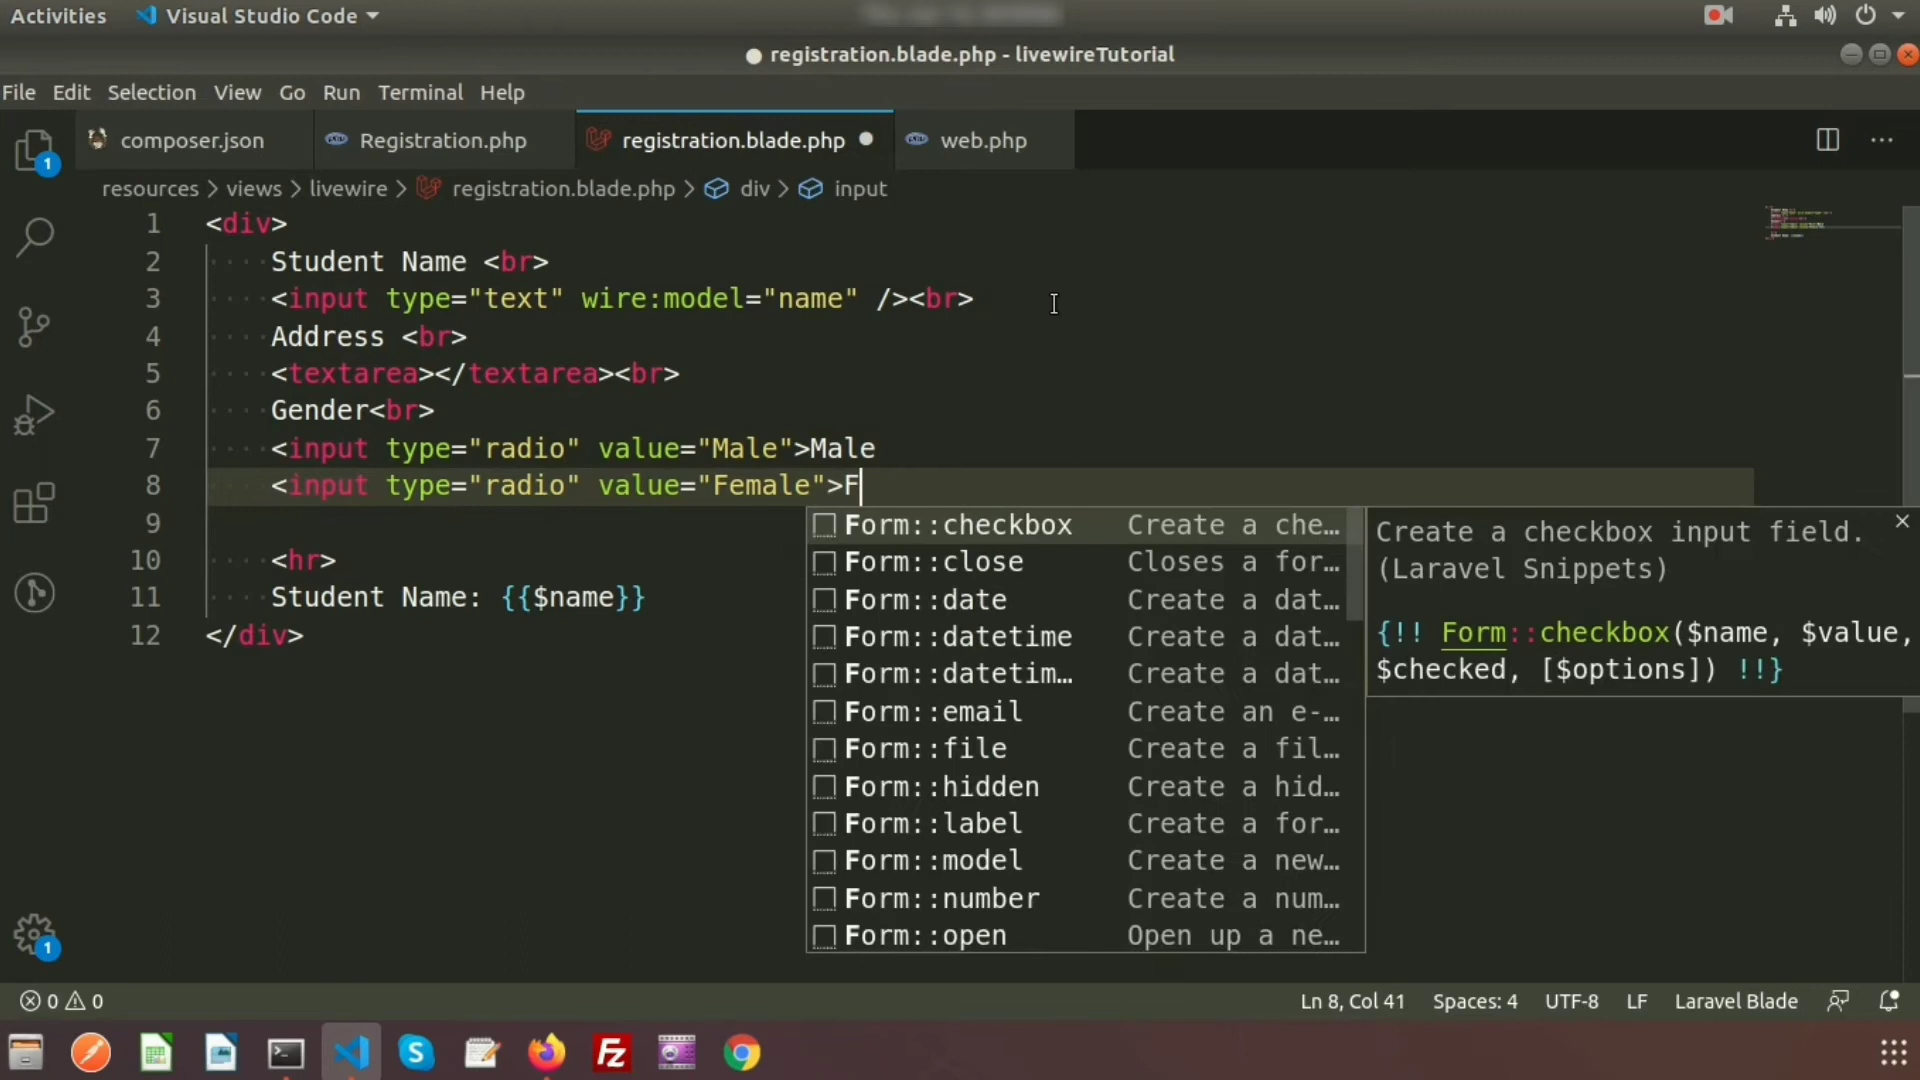 Activities Visual Studio Code
registration.blade.php - livewireTutorial
File Edit Selection View Go Run Terminal Help
composer.json Registration.php registration.blade.php web.php
resources > views > livewire > registration.blade.php > div > input
1 <div>
2 ····Student Name <br>
3 ····<input type="text" wire:model="name" /><br>
4 ····Address <br>
5 ····<textarea></textarea><br>
6 ····Gender<br>
7 ····<input type="radio" value="Male">Male
8 ····<input type="radio" value="Female">F
9
10 ····<hr>
11 ····Student Name: {{$name}}
12 </div>
Form::checkbox Create a che…
Form::close Closes a for…
Form::date Create a dat…
Form::datetime Create a dat…
Form::datetim… Create a dat…
Form::email Create an e-…
Form::file Create a fil…
Form::hidden Create a hid…
Form::label Create a for…
Form::model Create a new…
Form::number Create a num…
Form::open Open up a ne…
Create a checkbox input field.
(Laravel Snippets)
{!! Form::checkbox($name, $value,
$checked, [$options]) !!}
1
1
0 0 Ln 8, Col 41 Spaces: 4 UTF-8 LF Laravel Blade